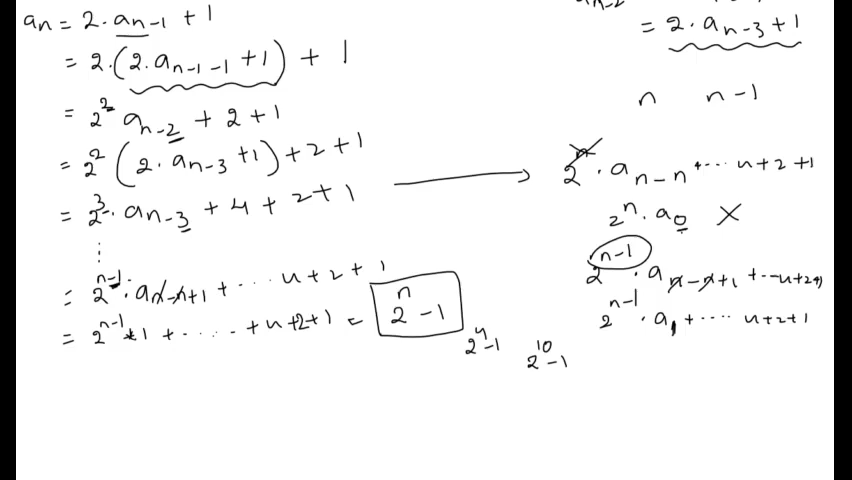 aₙ = 2 · aₙ₋₁ + 1
= 2 · (2 · aₙ₋₁₋₁ + 1) + 1
= 2² aₙ₋₂ + 2 + 1
= 2² (2 · aₙ₋₃ + 1) + 2 + 1
= 2³ · aₙ₋₃ + 4 + 2 + 1
⋮
= 2ⁿ⁻¹ · aₙ₋ₙ₊₁ + ··· 4 + 2 + 1
= 2ⁿ⁻¹ * 1 + ····· + 4 + 2 + 1 = 2ⁿ - 1
2⁴ - 1
2¹⁰ - 1
aₙ₋₂
= 2 · aₙ₋₃ + 1
n n - 1
2ⁿ · aₙ₋ₙ + ··· 4 + 2 + 1
2ⁿ · a₀ X
2ⁿ⁻¹ · aₙ₋ₙ₊₁ + ··· 4 + 2 + 1
2ⁿ⁻¹ · a₁ + ···· 4 + 2 + 1